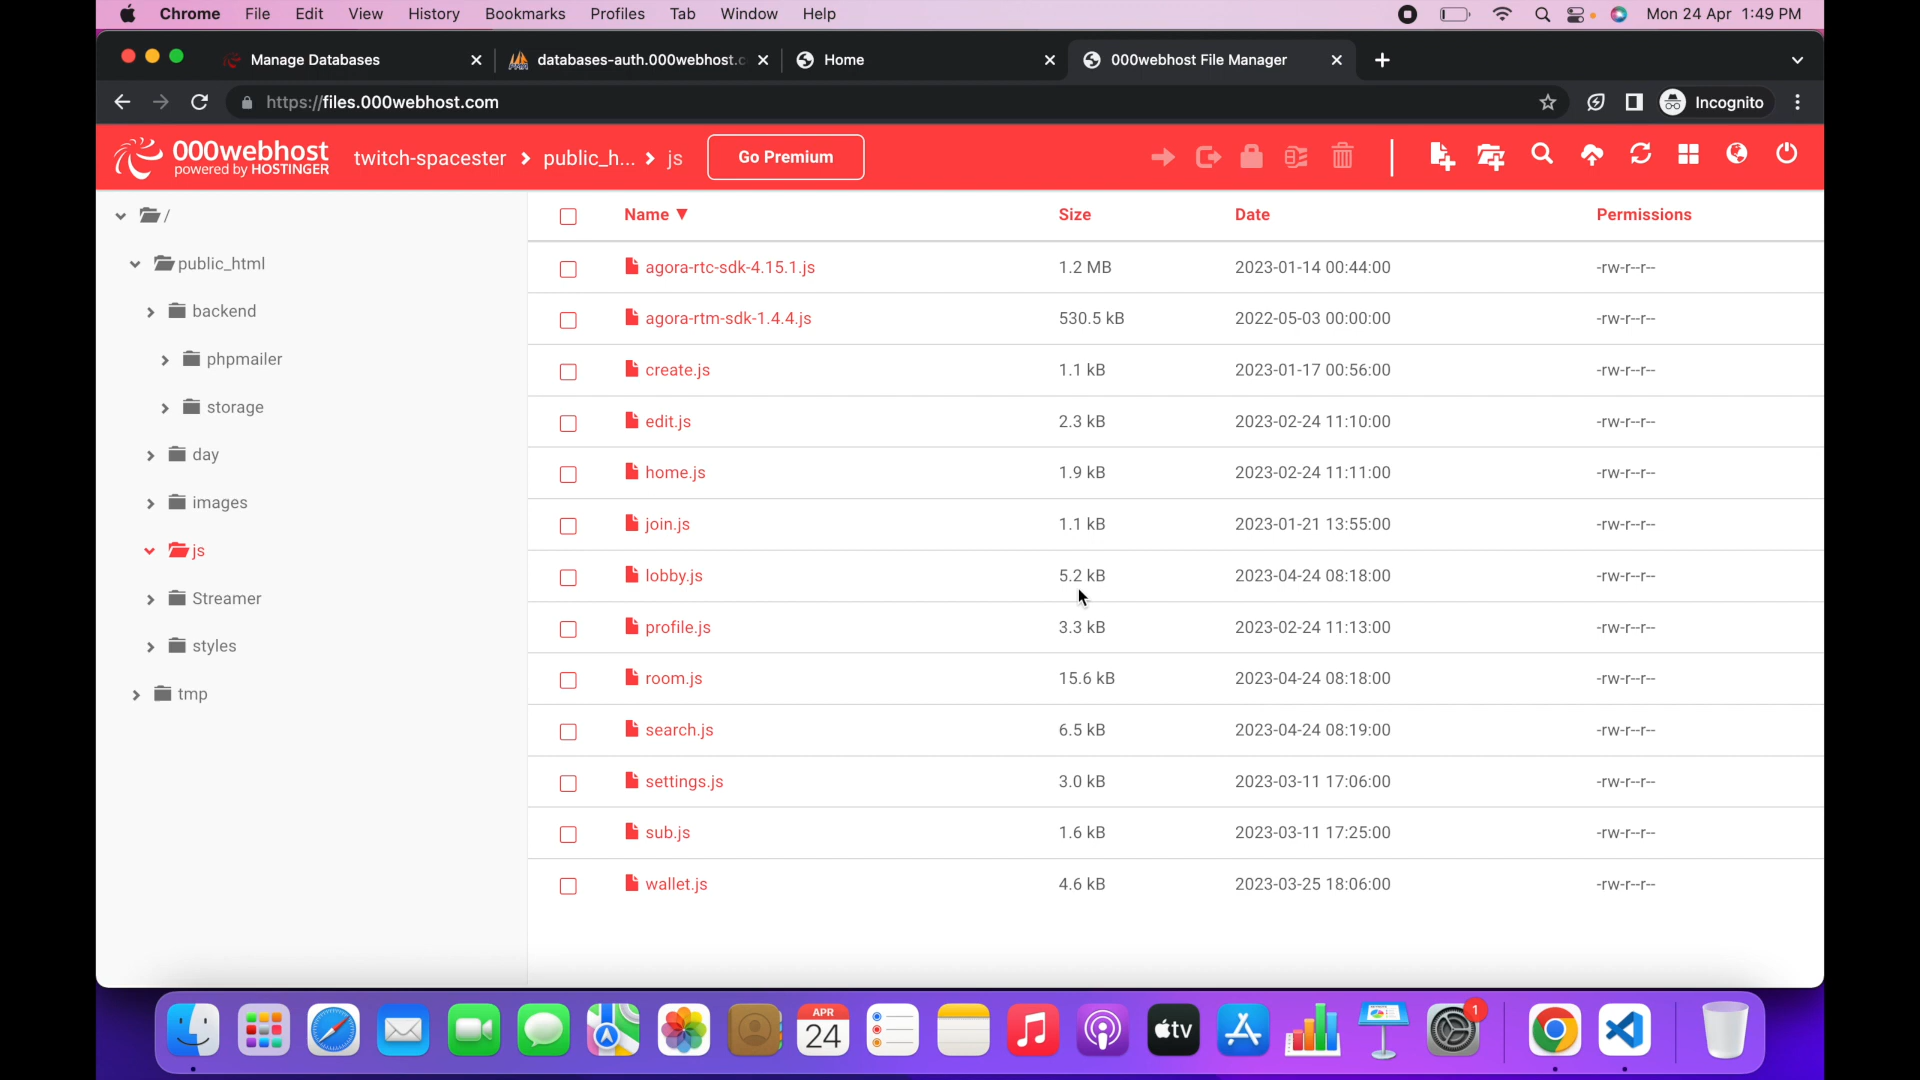 Chrome File Edit View History Bookmarks Profiles Tab Window Help Mon 24 Apr 1:49 PM
Manage Databases databases-auth.000webhost.c Home 000webhost File Manager
https://files.000webhost.com Incognito
000webhost
powered by HOSTINGER
twitch-spacester > public_h... > js Go Premium
Name ▼ Size Date Permissions
/
public_html
backend
phpmailer
storage
day
images
js
Streamer
styles
tmp
agora-rtc-sdk-4.15.1.js 1.2 MB 2023-01-14 00:44:00 -rw-r--r--
agora-rtm-sdk-1.4.4.js 530.5 kB 2022-05-03 00:00:00 -rw-r--r--
create.js 1.1 kB 2023-01-17 00:56:00 -rw-r--r--
edit.js 2.3 kB 2023-02-24 11:10:00 -rw-r--r--
home.js 1.9 kB 2023-02-24 11:11:00 -rw-r--r--
join.js 1.1 kB 2023-01-21 13:55:00 -rw-r--r--
lobby.js 5.2 kB 2023-04-24 08:18:00 -rw-r--r--
profile.js 3.3 kB 2023-02-24 11:13:00 -rw-r--r--
room.js 15.6 kB 2023-04-24 08:18:00 -rw-r--r--
search.js 6.5 kB 2023-04-24 08:19:00 -rw-r--r--
settings.js 3.0 kB 2023-03-11 17:06:00 -rw-r--r--
sub.js 1.6 kB 2023-03-11 17:25:00 -rw-r--r--
wallet.js 4.6 kB 2023-03-25 18:06:00 -rw-r--r--
APR
24
tv
1